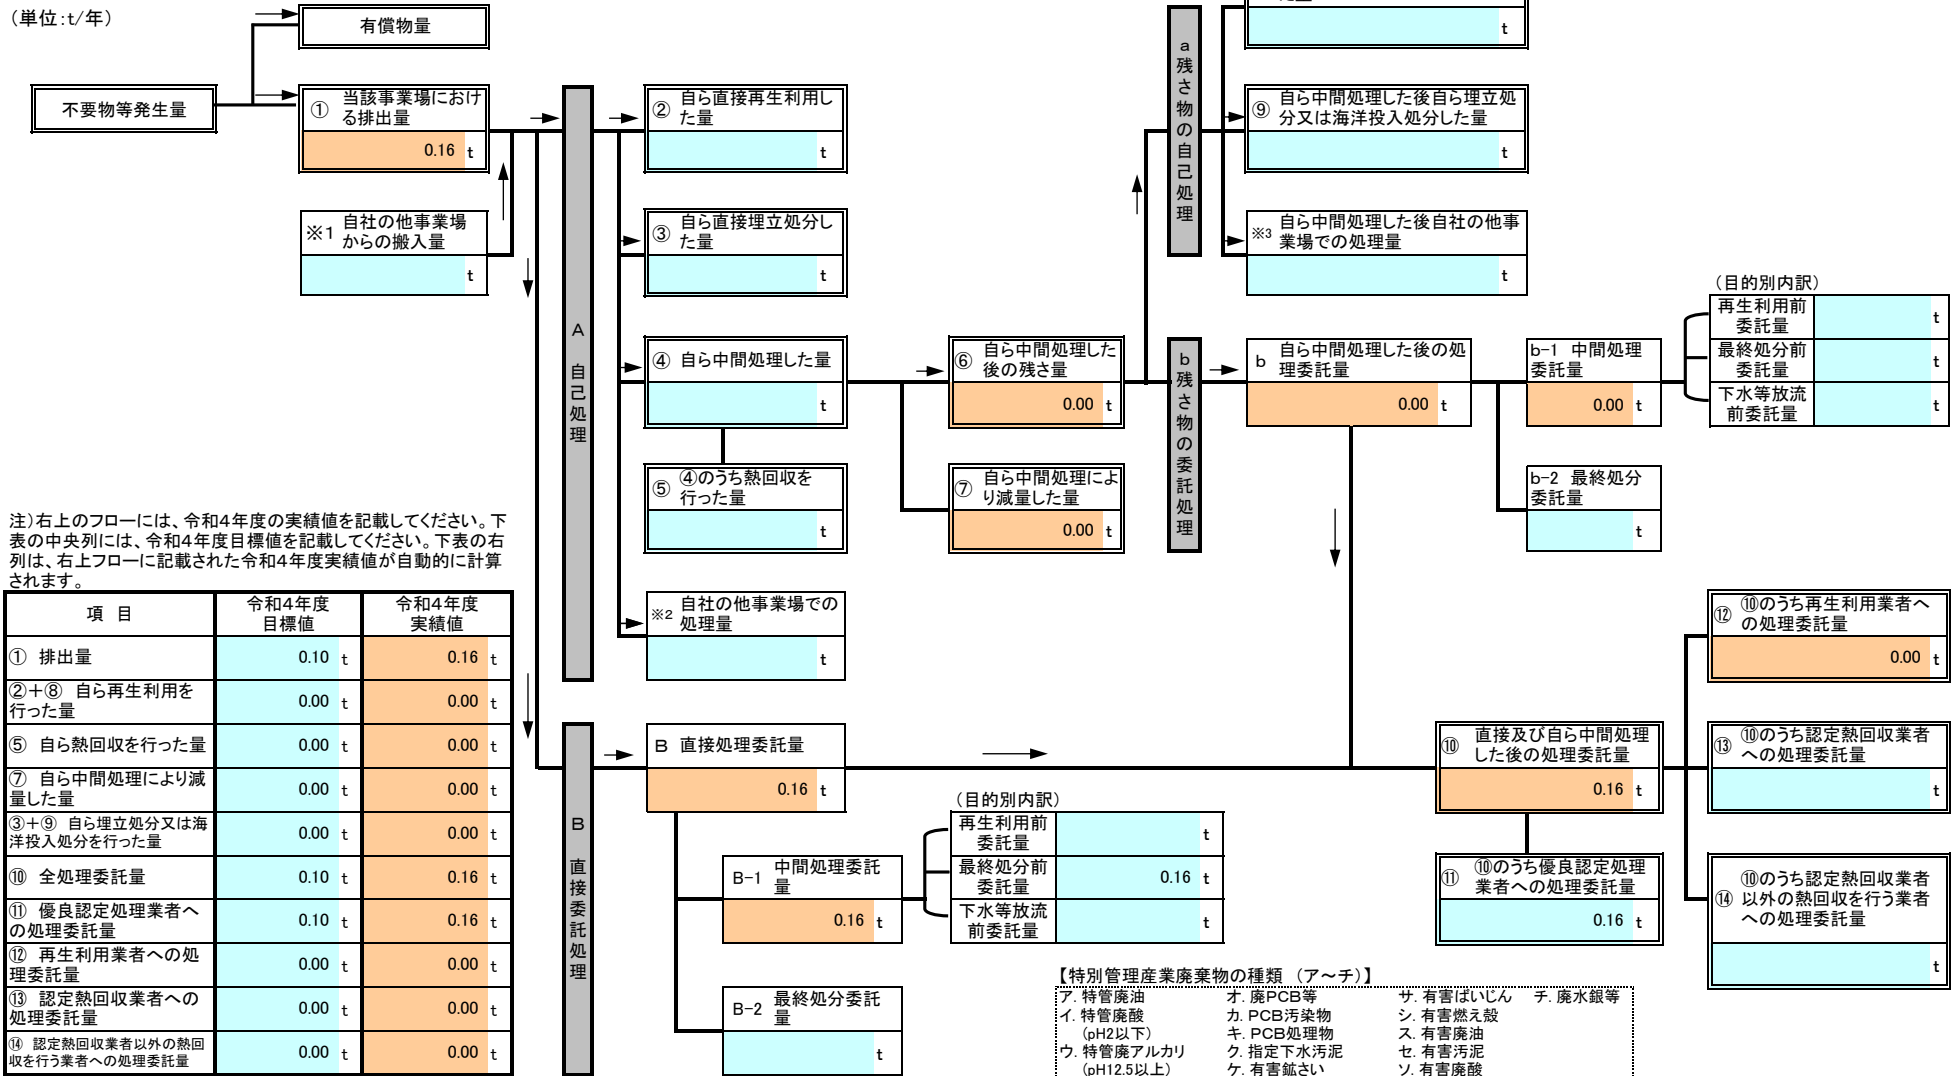 (単位:t/年)
有償物量
不要物等発生量
① 当該事業場におけ
る排出量
0.16 t
※1 自社の他事業場
からの搬入量
t
A 自己処理
② 自ら直接再生利用し
た量
t
③ 自ら直接埋立処分し
た量
t
④ 自ら中間処理した量
t
⑤ ④のうち熱回収を
行った量
t
※2 自社の他事業場での
処理量
t
⑥ 自ら中間処理した
後の残さ量
0.00 t
⑦ 自ら中間処理によ
り減量した量
0.00 t
a残さ物の自己処理
t
⑨ 自ら中間処理した後自ら埋立処
分又は海洋投入処分した量
t
※3 自ら中間処理した後自社の他事
業場での処理量
t
b残さ物の委託処理
b 自ら中間処理した後の処
理委託量
0.00 t
b-1 中間処理
委託量
0.00 t
b-2 最終処分
委託量
t
(目的別内訳)
再生利用前
委託量
t
最終処分前
委託量
t
下水等放流
前委託量
t
注)右上のフローには、令和4年度の実績値を記載してください。下
表の中央列には、令和4年度目標値を記載してください。下表の右
列は、右上フローに記載された令和4年度実績値が自動的に計算
されます。
項 目 令和4年度 令和4年度
目標値 実績値
① 排出量 0.10 t 0.16 t
②+⑧ 自ら再生利用を
行った量 0.00 t 0.00 t
⑤ 自ら熱回収を行った量 0.00 t 0.00 t
⑦ 自ら中間処理により減
量した量 0.00 t 0.00 t
③+⑨ 自ら埋立処分又は海
洋投入処分を行った量 0.00 t 0.00 t
⑩ 全処理委託量 0.10 t 0.16 t
⑪ 優良認定処理業者へ
の処理委託量 0.10 t 0.16 t
⑫ 再生利用業者への処
理委託量 0.00 t 0.00 t
⑬ 認定熱回収業者への
処理委託量 0.00 t 0.00 t
⑭ 認定熱回収業者以外の熱回
収を行う業者への処理委託量 0.00 t 0.00 t
B 直接委託処理
B 直接処理委託量
0.16 t
B-1 中間処理委託
量
0.16 t
B-2 最終処分委託
量
t
(目的別内訳)
再生利用前
委託量
t
最終処分前
委託量
0.16 t
下水等放流
前委託量
t
⑩ 直接及び自ら中間処理
した後の処理委託量
0.16 t
⑪ ⑩のうち優良認定処理
業者への処理委託量
0.16 t
⑫ ⑩のうち再生利用業者へ
の処理委託量
0.00 t
⑬ ⑩のうち認定熱回収業者
への処理委託量
t
⑭ ⑩のうち認定熱回収業者
以外の熱回収を行う業者
への処理委託量
t
【特別管理産業廃棄物の種類 (ア~チ)】
ア. 特管廃油 オ. 廃PCB等 サ. 有害ばいじん チ. 廃水銀等
イ. 特管廃酸 カ. PCB汚染物 シ. 有害燃え殻
(pH2以下) キ. PCB処理物 ス. 有害廃油
ウ. 特管廃アルカリ ク. 指定下水汚泥 セ. 有害汚泥
(pH12.5以上) ケ. 有害鉱さい ソ. 有害廃酸